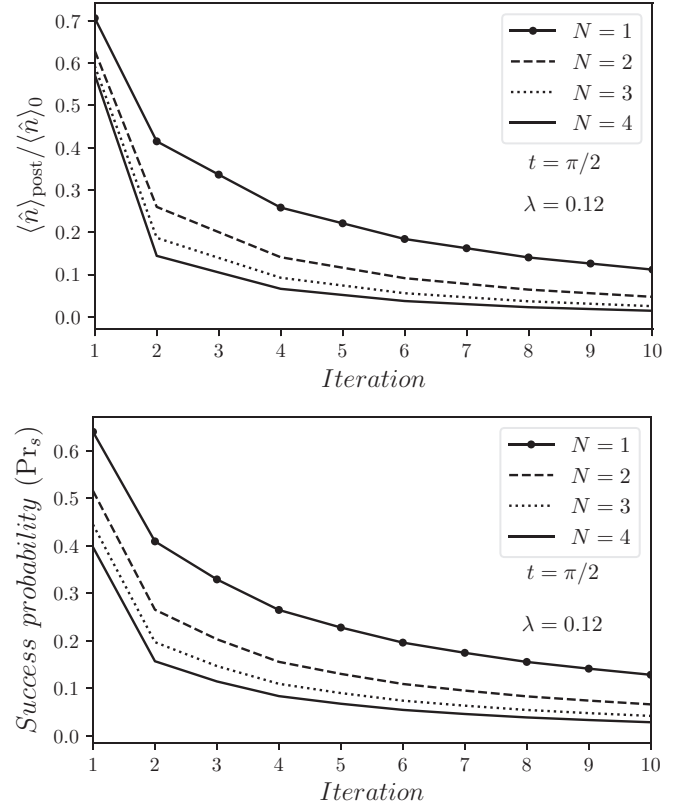 0.7
0.6
0.5
0.4
0.3
0.2
0.1
0.0
⟨n̂⟩post/⟨n̂⟩0
N = 1
N = 2
N = 3
N = 4
t = π/2
λ = 0.12
1 2 3 4 5 6 7 8 9 10
Iteration
0.6
0.5
0.4
0.3
0.2
0.1
0.0
Success probability (Prs)
N = 1
N = 2
N = 3
N = 4
t = π/2
λ = 0.12
1 2 3 4 5 6 7 8 9 10
Iteration